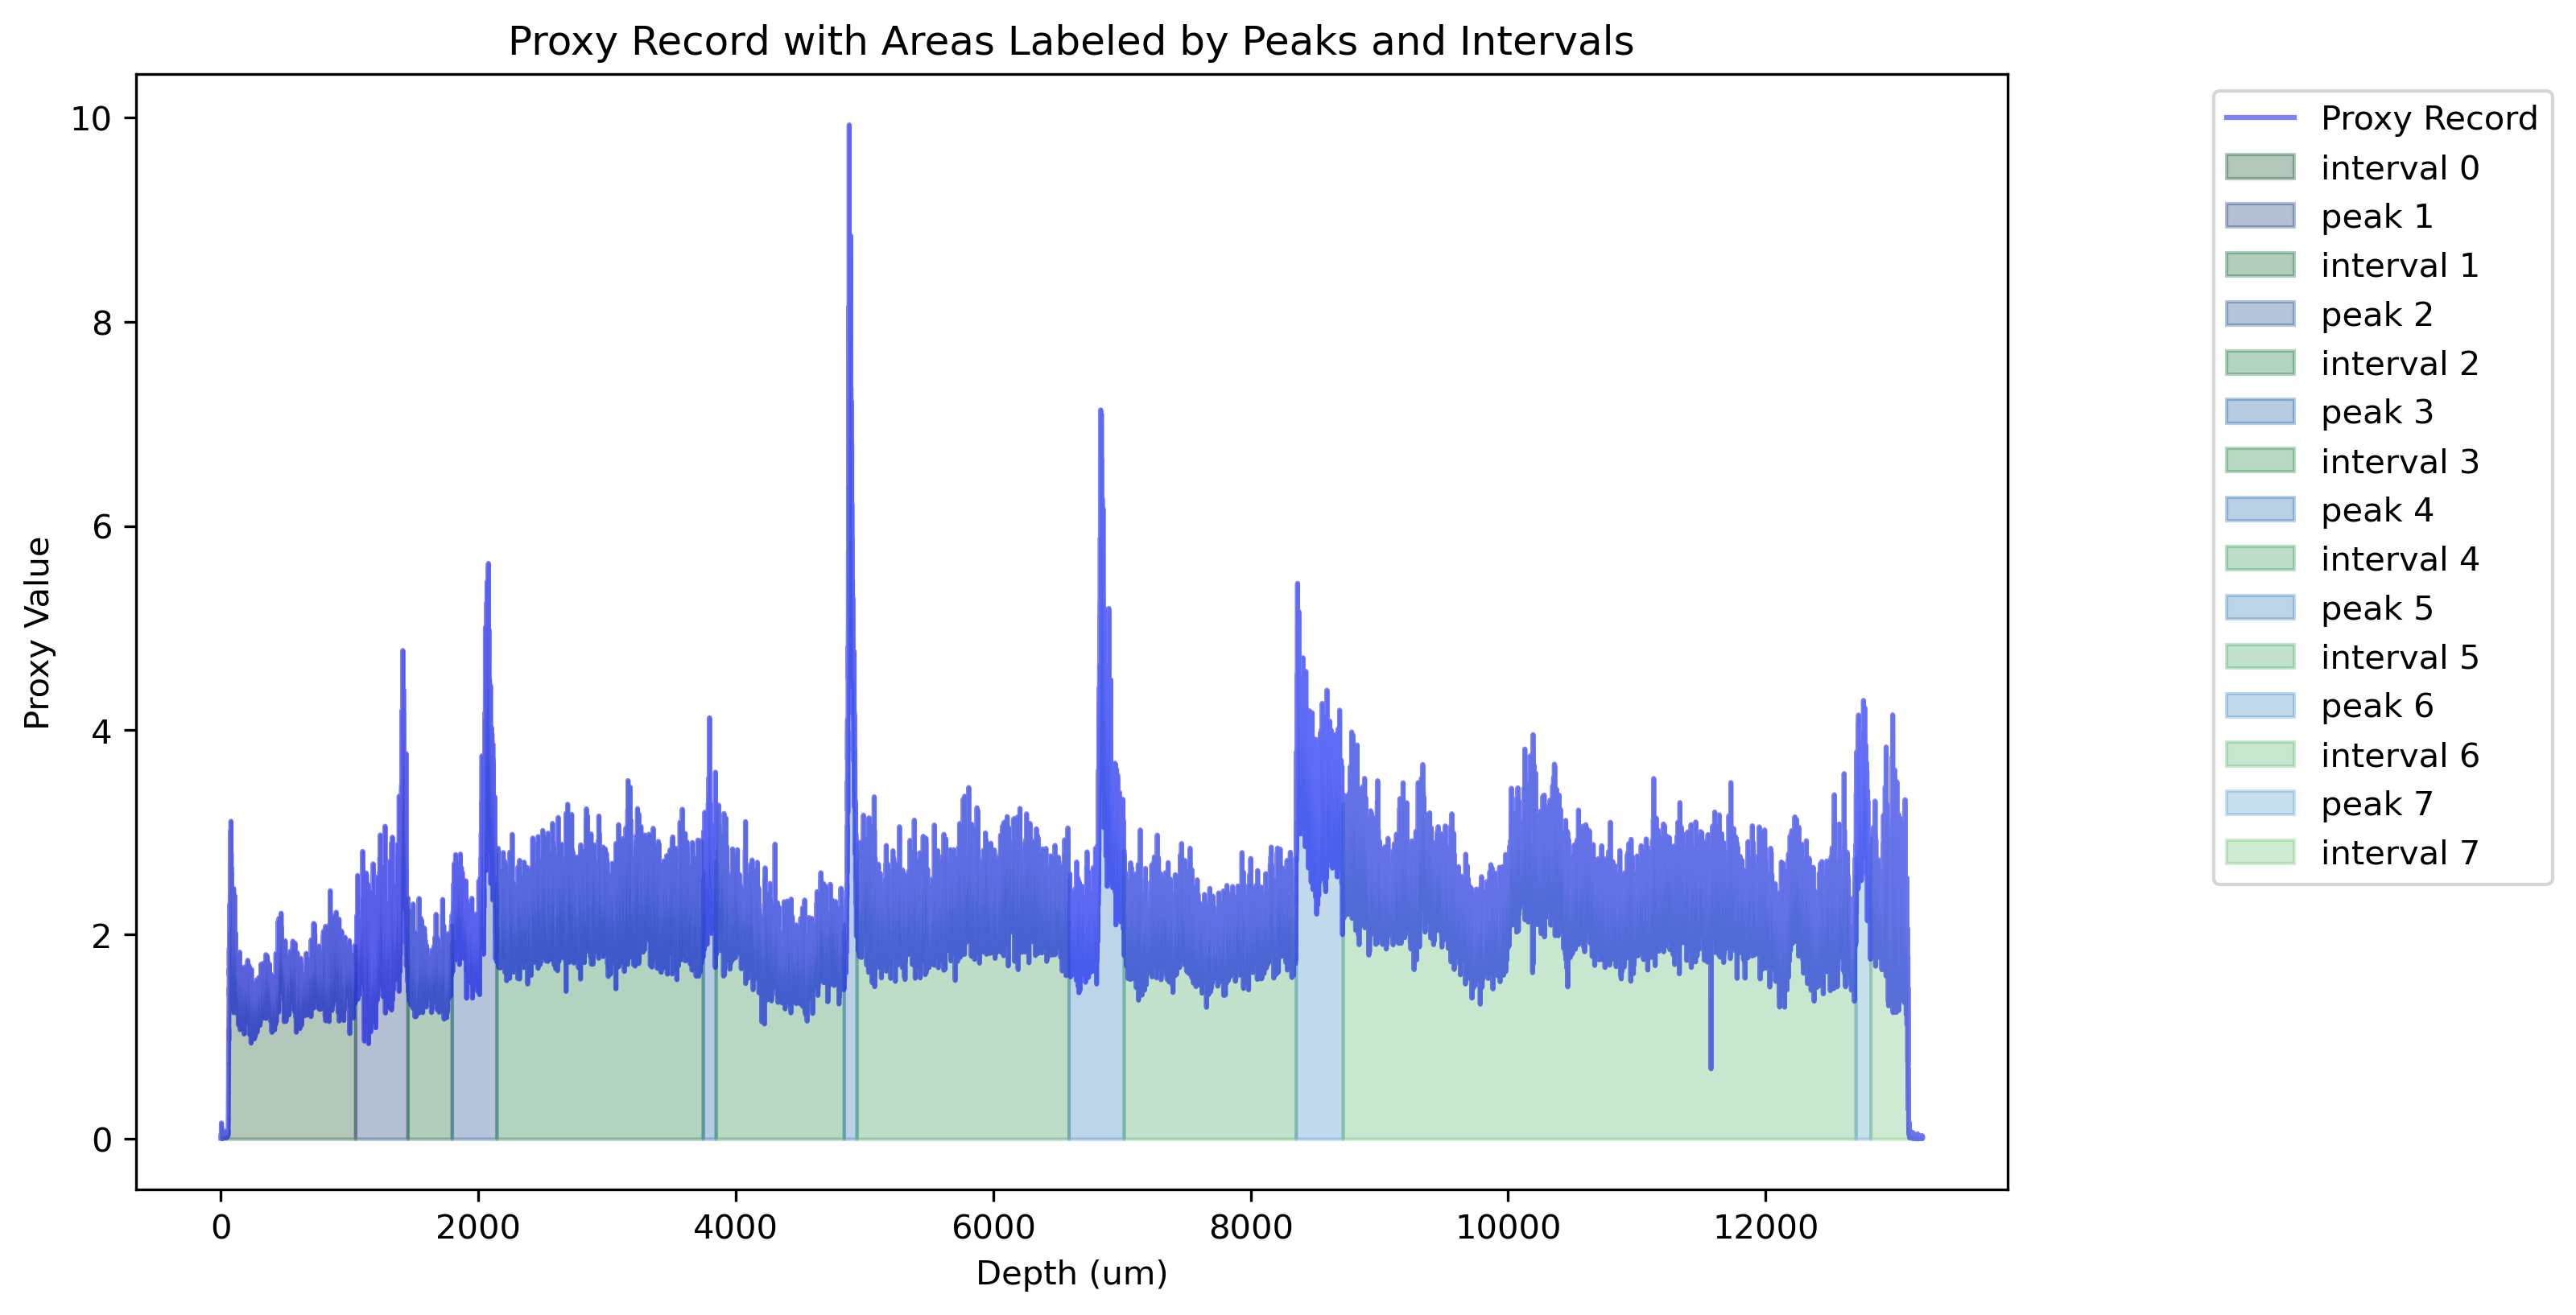 Proxy Record with Areas Labeled by Peaks and Intervals
Proxy Value
10
8
6
4
2
0
0 2000 4000 6000 8000 10000 12000
Depth (um)
Proxy Record
interval 0
peak 1
interval 1
peak 2
interval 2
peak 3
interval 3
peak 4
interval 4
peak 5
interval 5
peak 6
interval 6
peak 7
interval 7